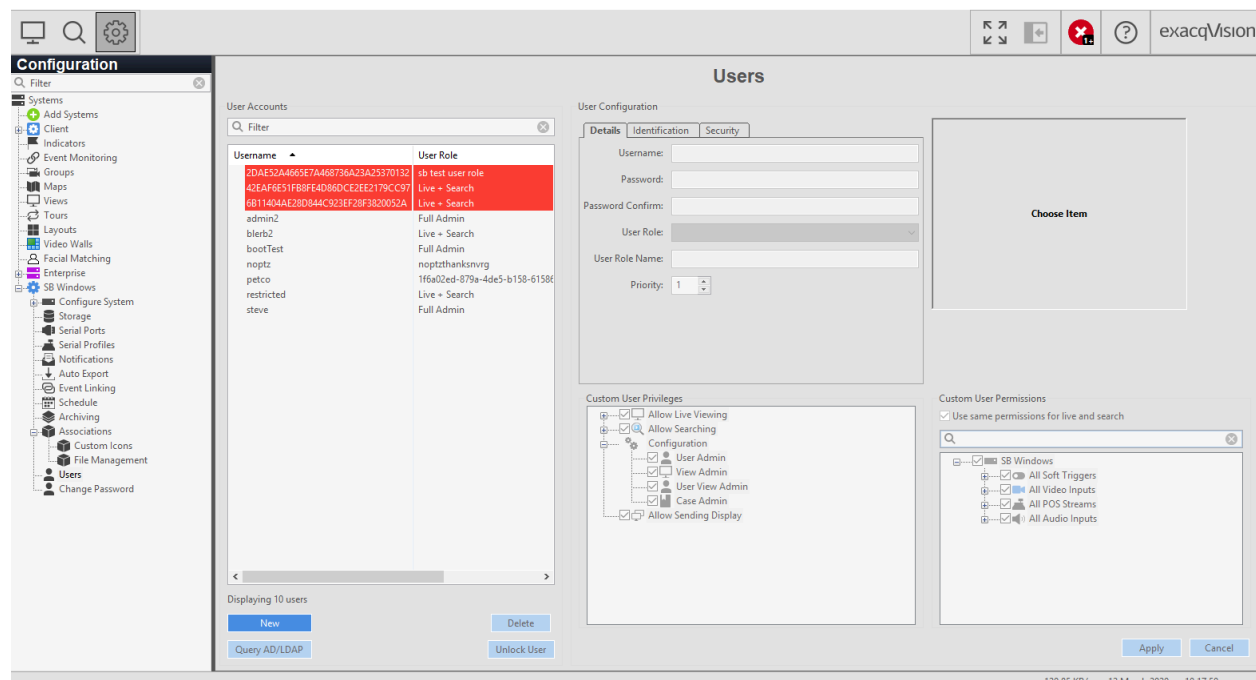 exacqVision
1+
Configuration
Filter
Systems
Add Systems
Client
Indicators
Event Monitoring
Groups
Maps
Views
Tours
Layouts
Video Walls
Facial Matching
Enterprise
SB Windows
Configure System
Storage
Serial Ports
Serial Profiles
Notifications
Auto Export
Event Linking
Schedule
Archiving
Associations
Custom Icons
File Management
Users
Change Password
Users
User Accounts
Filter
Username User Role
2DAE52A4665E7A468736A23A25370132 sb test user role
42EAF6E51FB8FE4D86DCE2EE2179CC97 Live + Search
6B11404AE28D844C923EF28F3820052A Live + Search
admin2 Full Admin
blerb2 Live + Search
bootTest Full Admin
noptz noptzthanksnvrg
petco 1f6a02ed-879a-4de5-b158-61586
restricted Live + Search
steve Full Admin
Displaying 10 users
New Delete
Query AD/LDAP Unlock User
User Configuration
Details Identification Security
Username:
Password:
Password Confirm:
User Role:
User Role Name:
Priority: 1
Choose Item
Custom User Privileges
Allow Live Viewing
Allow Searching
Configuration
User Admin
View Admin
User View Admin
Case Admin
Allow Sending Display
Custom User Permissions
Use same permissions for live and search
SB Windows
All Soft Triggers
All Video Inputs
All POS Streams
All Audio Inputs
Apply Cancel